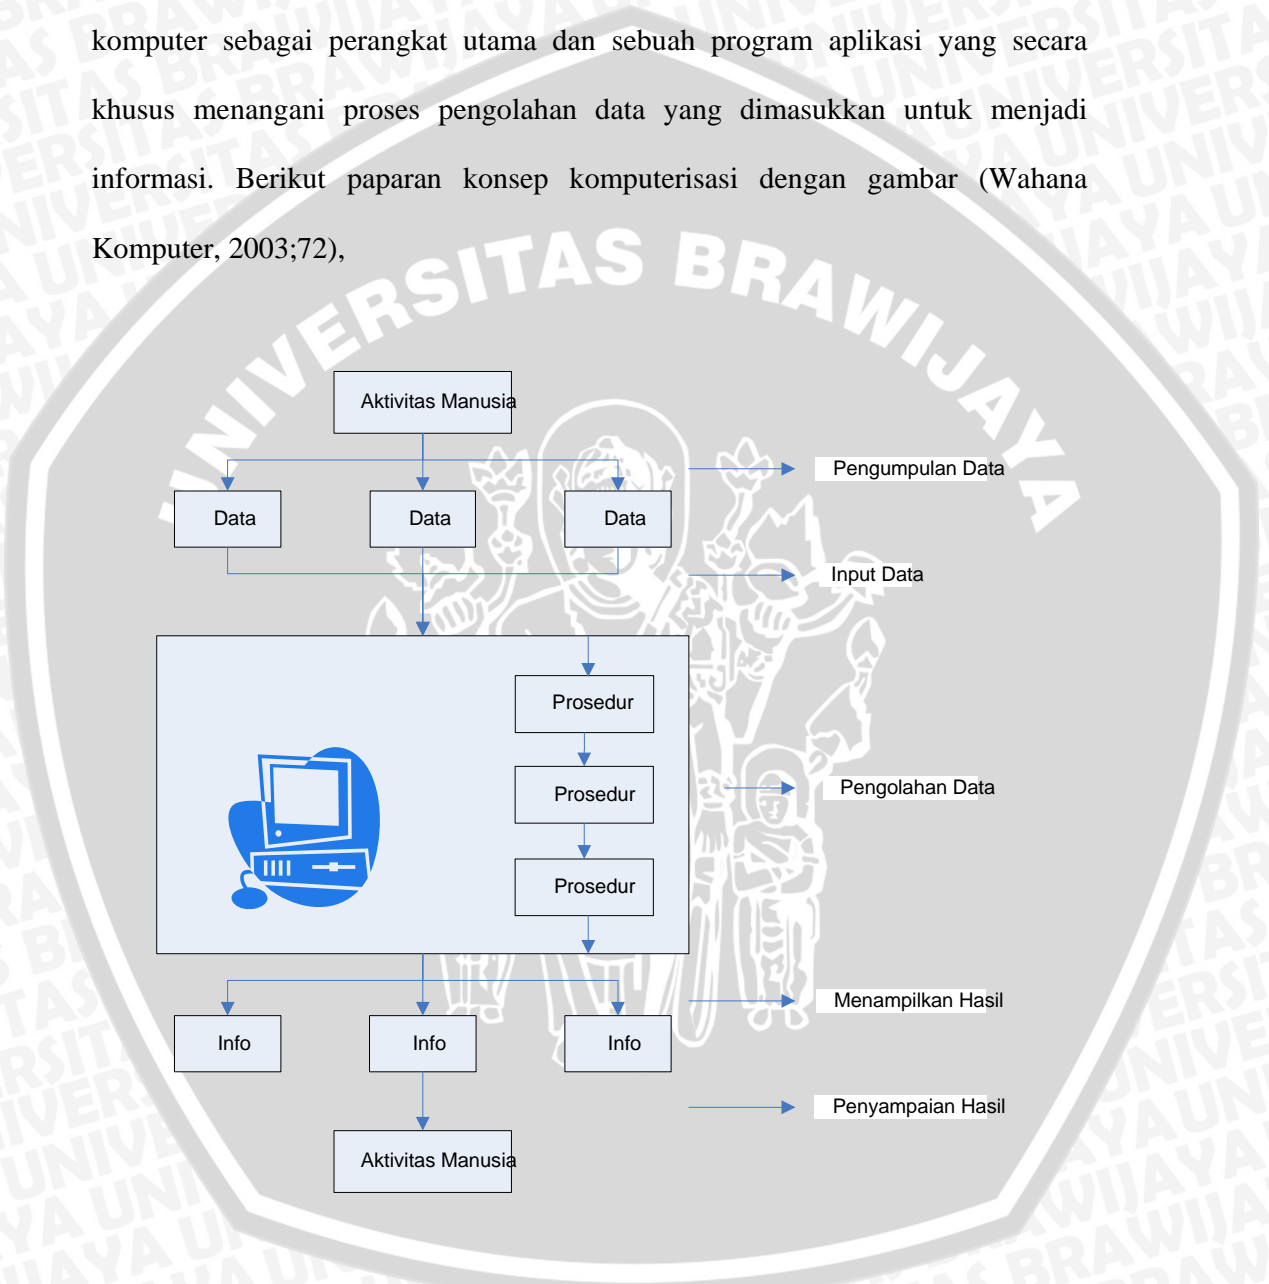 komputer sebagai perangkat utama dan sebuah program aplikasi yang secara
khusus menangani proses pengolahan data yang dimasukkan untuk menjadi
informasi. Berikut paparan konsep komputerisasi dengan gambar (Wahana
Komputer, 2003;72),
UNIVERSITAS BRAWIJAYA
Aktivitas Manusia
Pengumpulan Data
Data Data Data
Input Data
Prosedur
Prosedur
Pengolahan Data
Prosedur
Menampilkan Hasil
Info Info Info
Penyampaian Hasil
Aktivitas Manusia